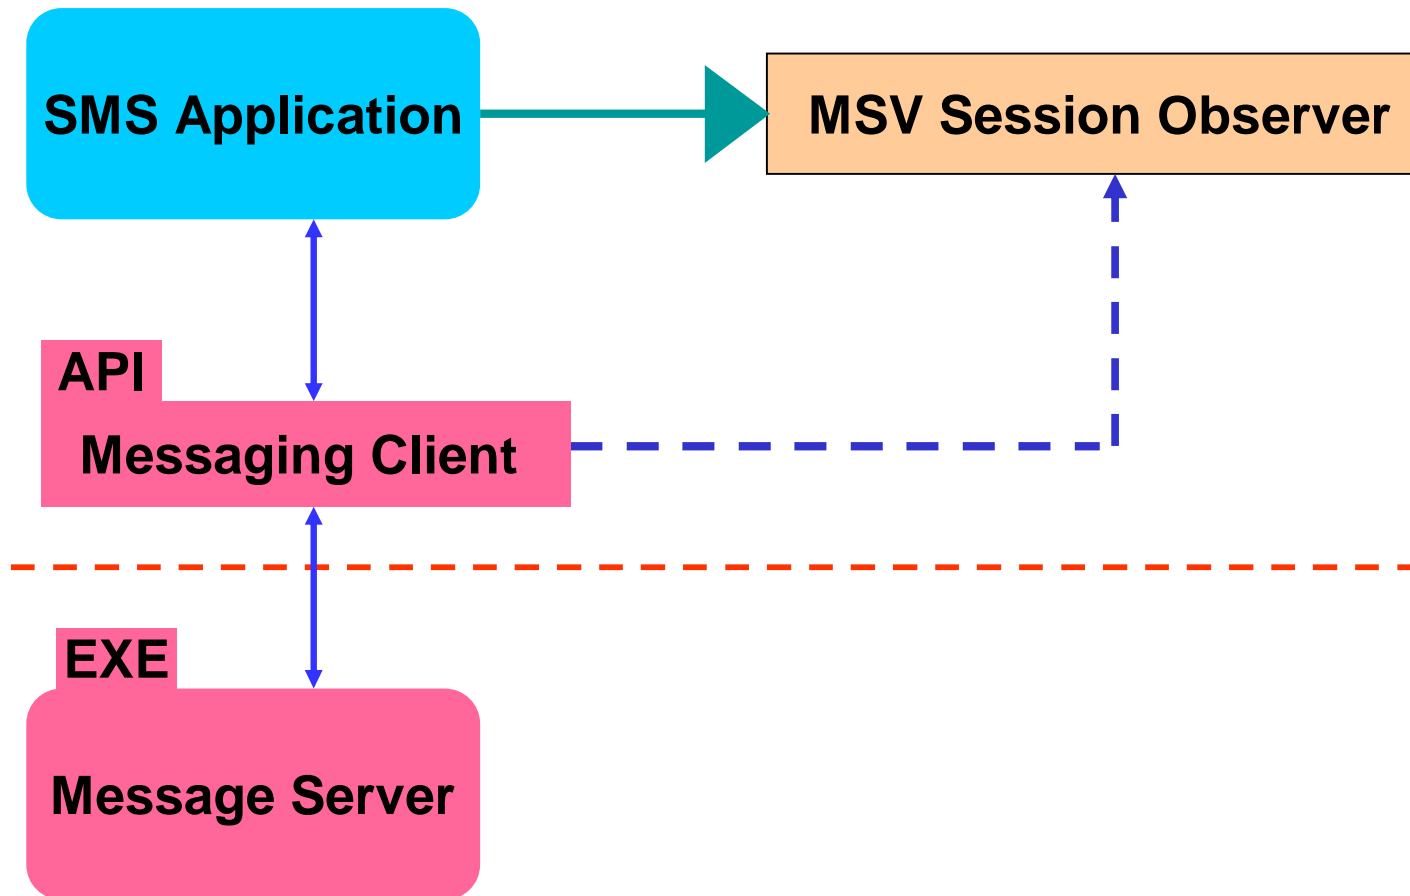 SMS Application
MSV Session Observer
API
Messaging Client
EXE
Message Server